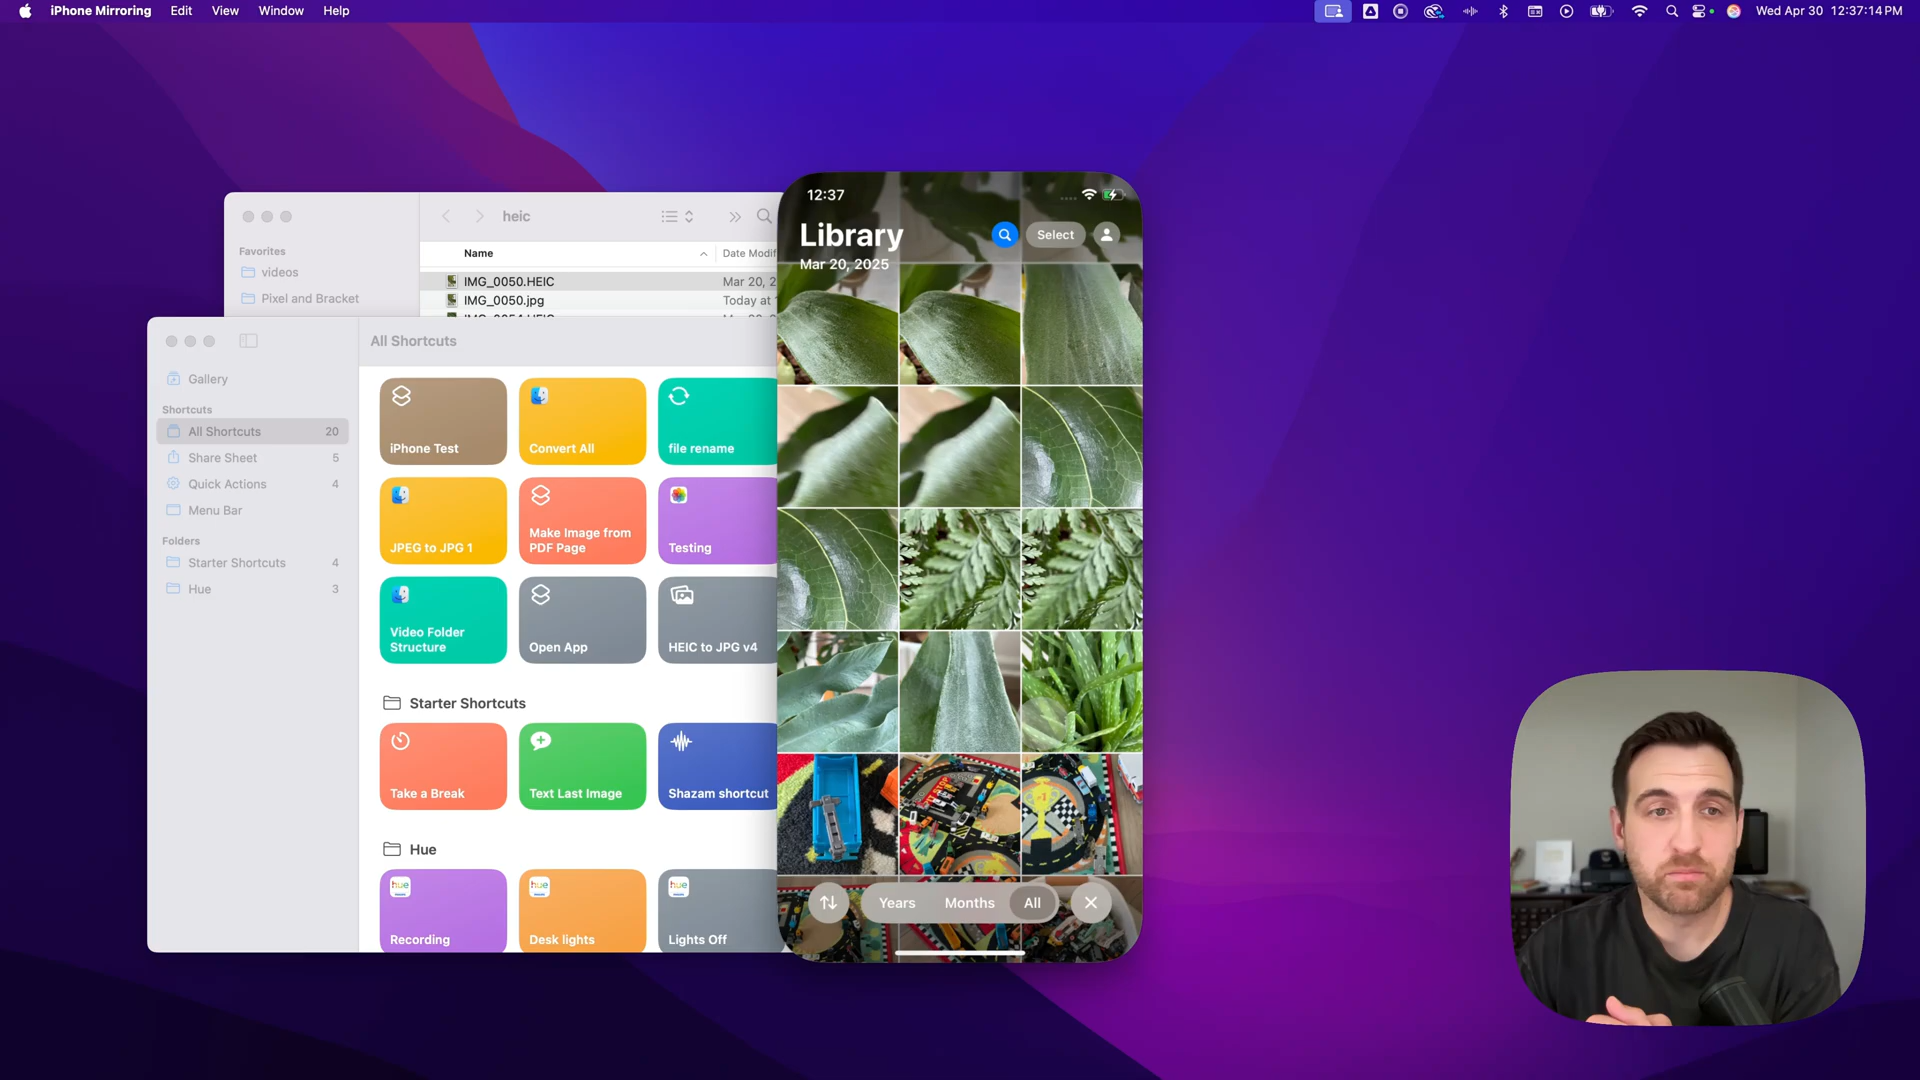 iPhone Mirroring Edit View Window Help
Wed Apr 30 12:37:14 PM
heic
Favorites
videos
Pixel and Bracket
Name
Date Modif
IMG_0050.HEIC
Mar 20, 2
IMG_0050.jpg
Today at
All Shortcuts
Gallery
Shortcuts
All Shortcuts 20
Share Sheet 5
Quick Actions 4
Menu Bar
Folders
Starter Shortcuts 4
Hue 3
iPhone Test
Convert All
file rename
JPEG to JPG 1
Make Image from
PDF Page
Testing
Video Folder
Structure
Open App
HEIC to JPG v4
Starter Shortcuts
Take a Break
Text Last Image
Shazam shortcut
Hue
hue
hue
hue
Recording
Desk lights
Lights Off
12:37
Library
Select
Mar 20, 2025
Years Months All